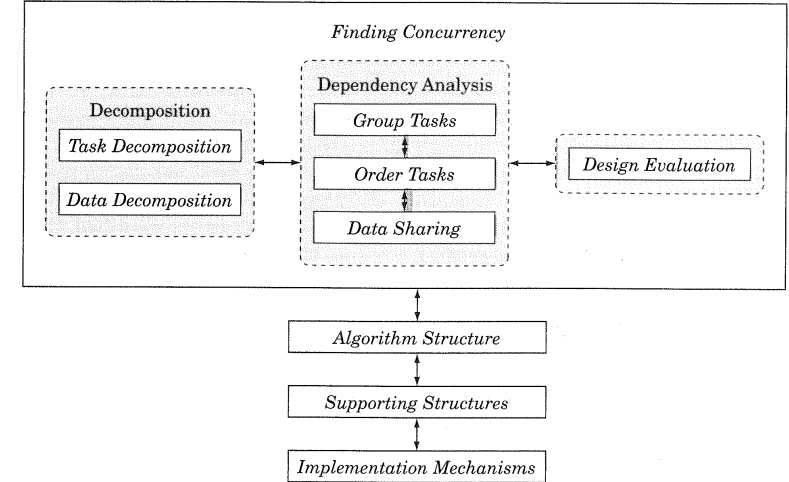 Finding Concurrency
Decomposition
Task Decomposition
Data Decomposition
Dependency Analysis
Group Tasks
Order Tasks
Data Sharing
Design Evaluation
Algorithm Structure
Supporting Structures
Implementation Mechanisms